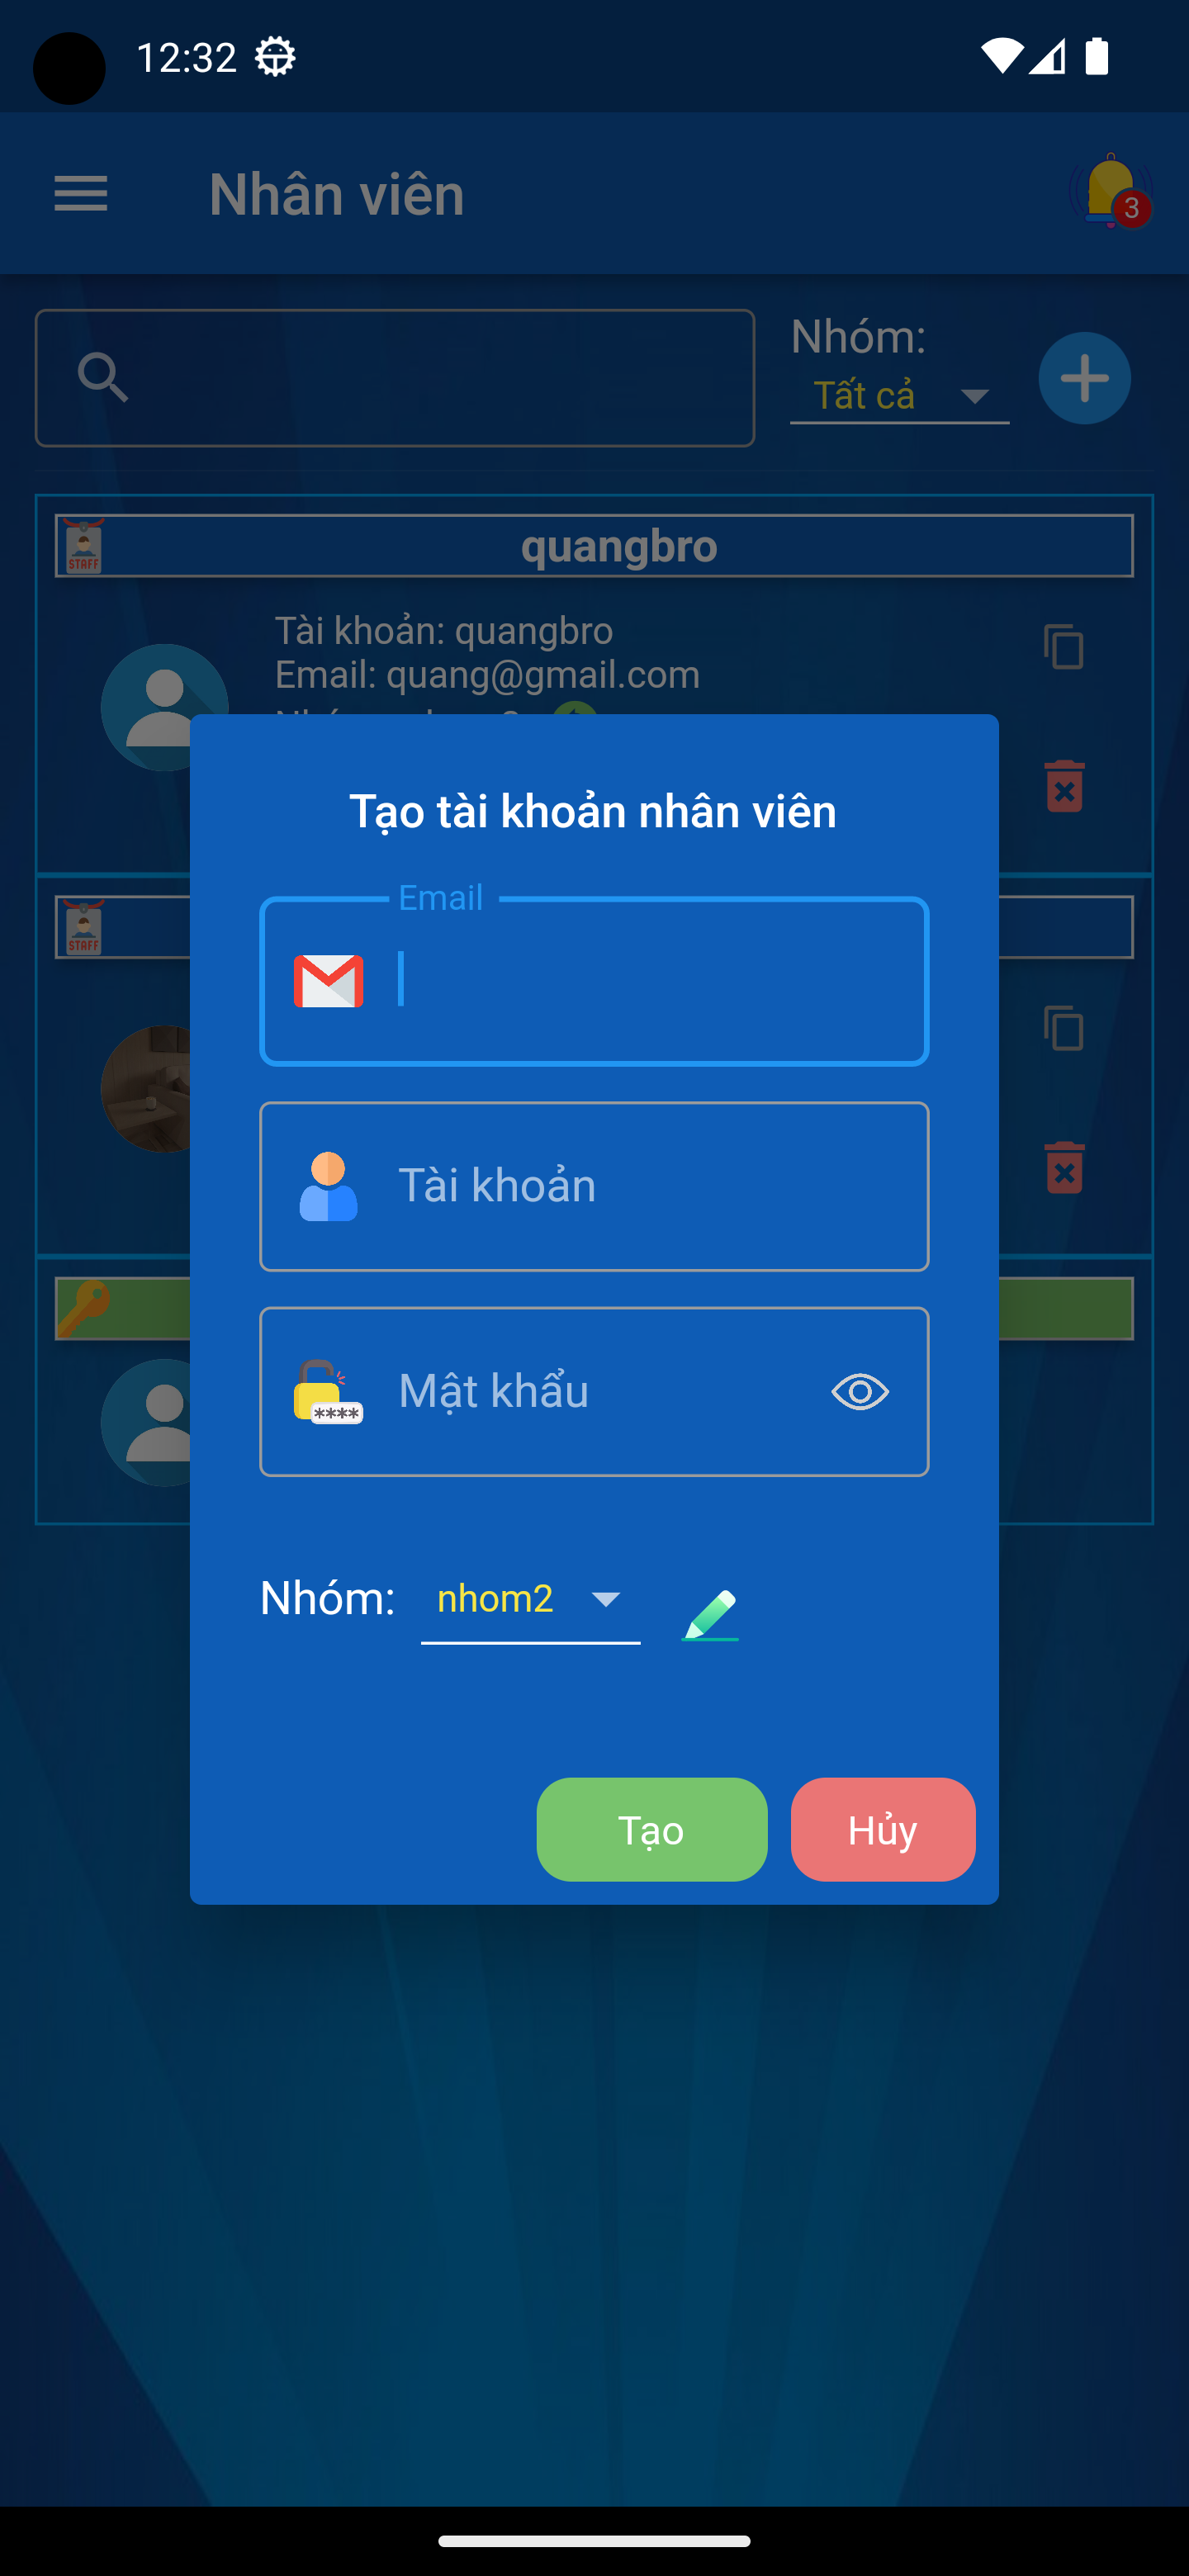 12:32
Nhân viên
3
Nhóm:
Tất cả
STAFF
quangbro
Tài khoản: quangbro
Email: quang@gmail.com
Tạo tài khoản nhân viên
Email
STAFF
Tài khoản
Mật khẩu
****
Nhóm:
nhom2
Tạo
Hủy